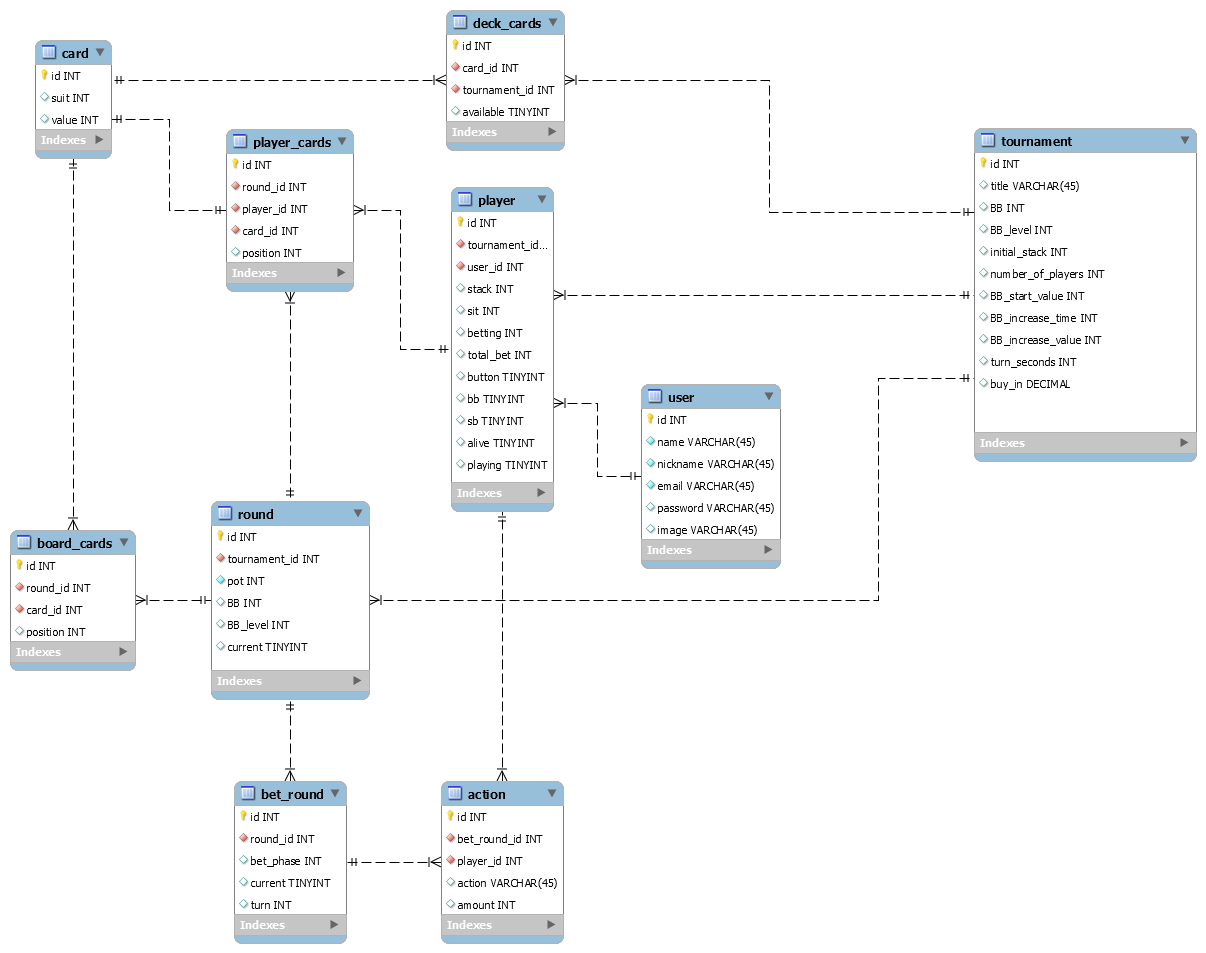 deck_cards
id INT
card_id INT
tournament_id INT
available TINYINT
Indexes
card
id INT
suit INT
value INT
Indexes
player_cards
id INT
round_id INT
player_id INT
card_id INT
position INT
Indexes
tournament
id INT
title VARCHAR(45)
BB INT
BB_level INT
initial_stack INT
number_of_players INT
BB_start_value INT
BB_increase_time INT
BB_increase_value INT
turn_seconds INT
buy_in DECIMAL
Indexes
player
id INT
tournament_id...
user_id INT
stack INT
sit INT
betting INT
total_bet INT
button TINYINT
bb TINYINT
sb TINYINT
alive TINYINT
playing TINYINT
Indexes
user
id INT
name VARCHAR(45)
nickname VARCHAR(45)
email VARCHAR(45)
password VARCHAR(45)
image VARCHAR(45)
Indexes
round
id INT
tournament_id INT
pot INT
BB INT
BB_level INT
current TINYINT
Indexes
board_cards
id INT
round_id INT
card_id INT
position INT
Indexes
bet_round
id INT
round_id INT
bet_phase INT
current TINYINT
turn INT
Indexes
action
id INT
bet_round_id INT
player_id INT
action VARCHAR(45)
amount INT
Indexes